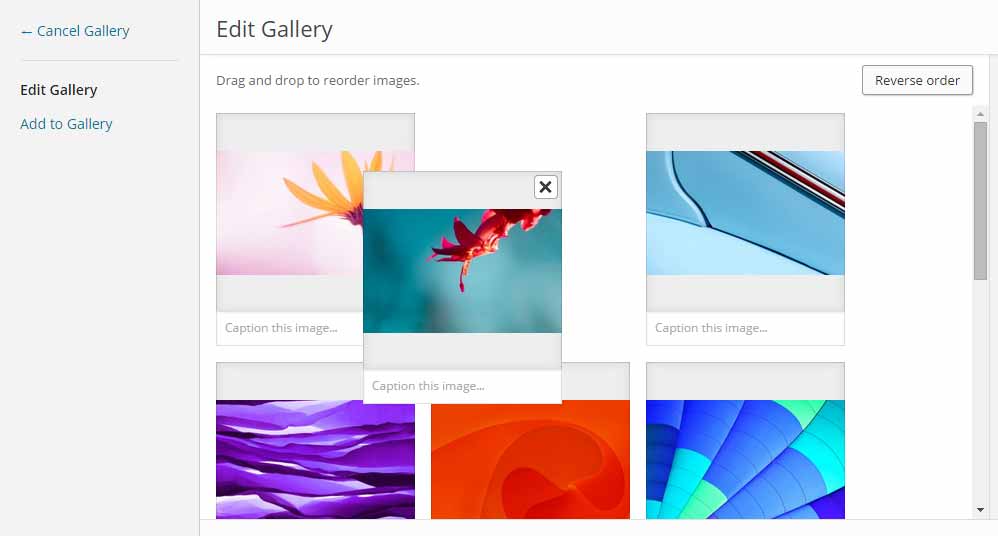 ← Cancel Gallery
Edit Gallery
Add to Gallery
Edit Gallery
Drag and drop to reorder images.
Reverse order
Caption this image...
Caption this image...
Caption this image...